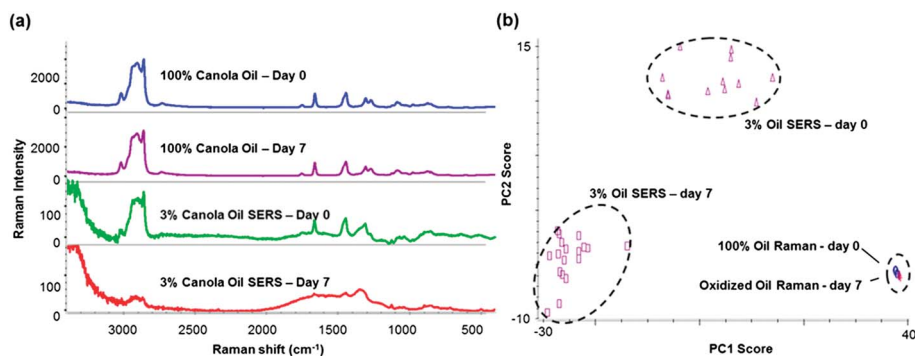 (a)
2000
0
100% Canola Oil – Day 0
2000
0
100% Canola Oil – Day 7
100
0
3% Canola Oil SERS – Day 0
100
0
3% Canola Oil SERS – Day 7
Raman Intensity
3000
2500
2000
1500
1000
500
Raman shift (cm⁻¹)
(b)
15
3% Oil SERS – day 0
3% Oil SERS – day 7
100% Oil Raman - day 0
Oxidized Oil Raman - day 7
PC2 Score
-10
-30
40
PC1 Score